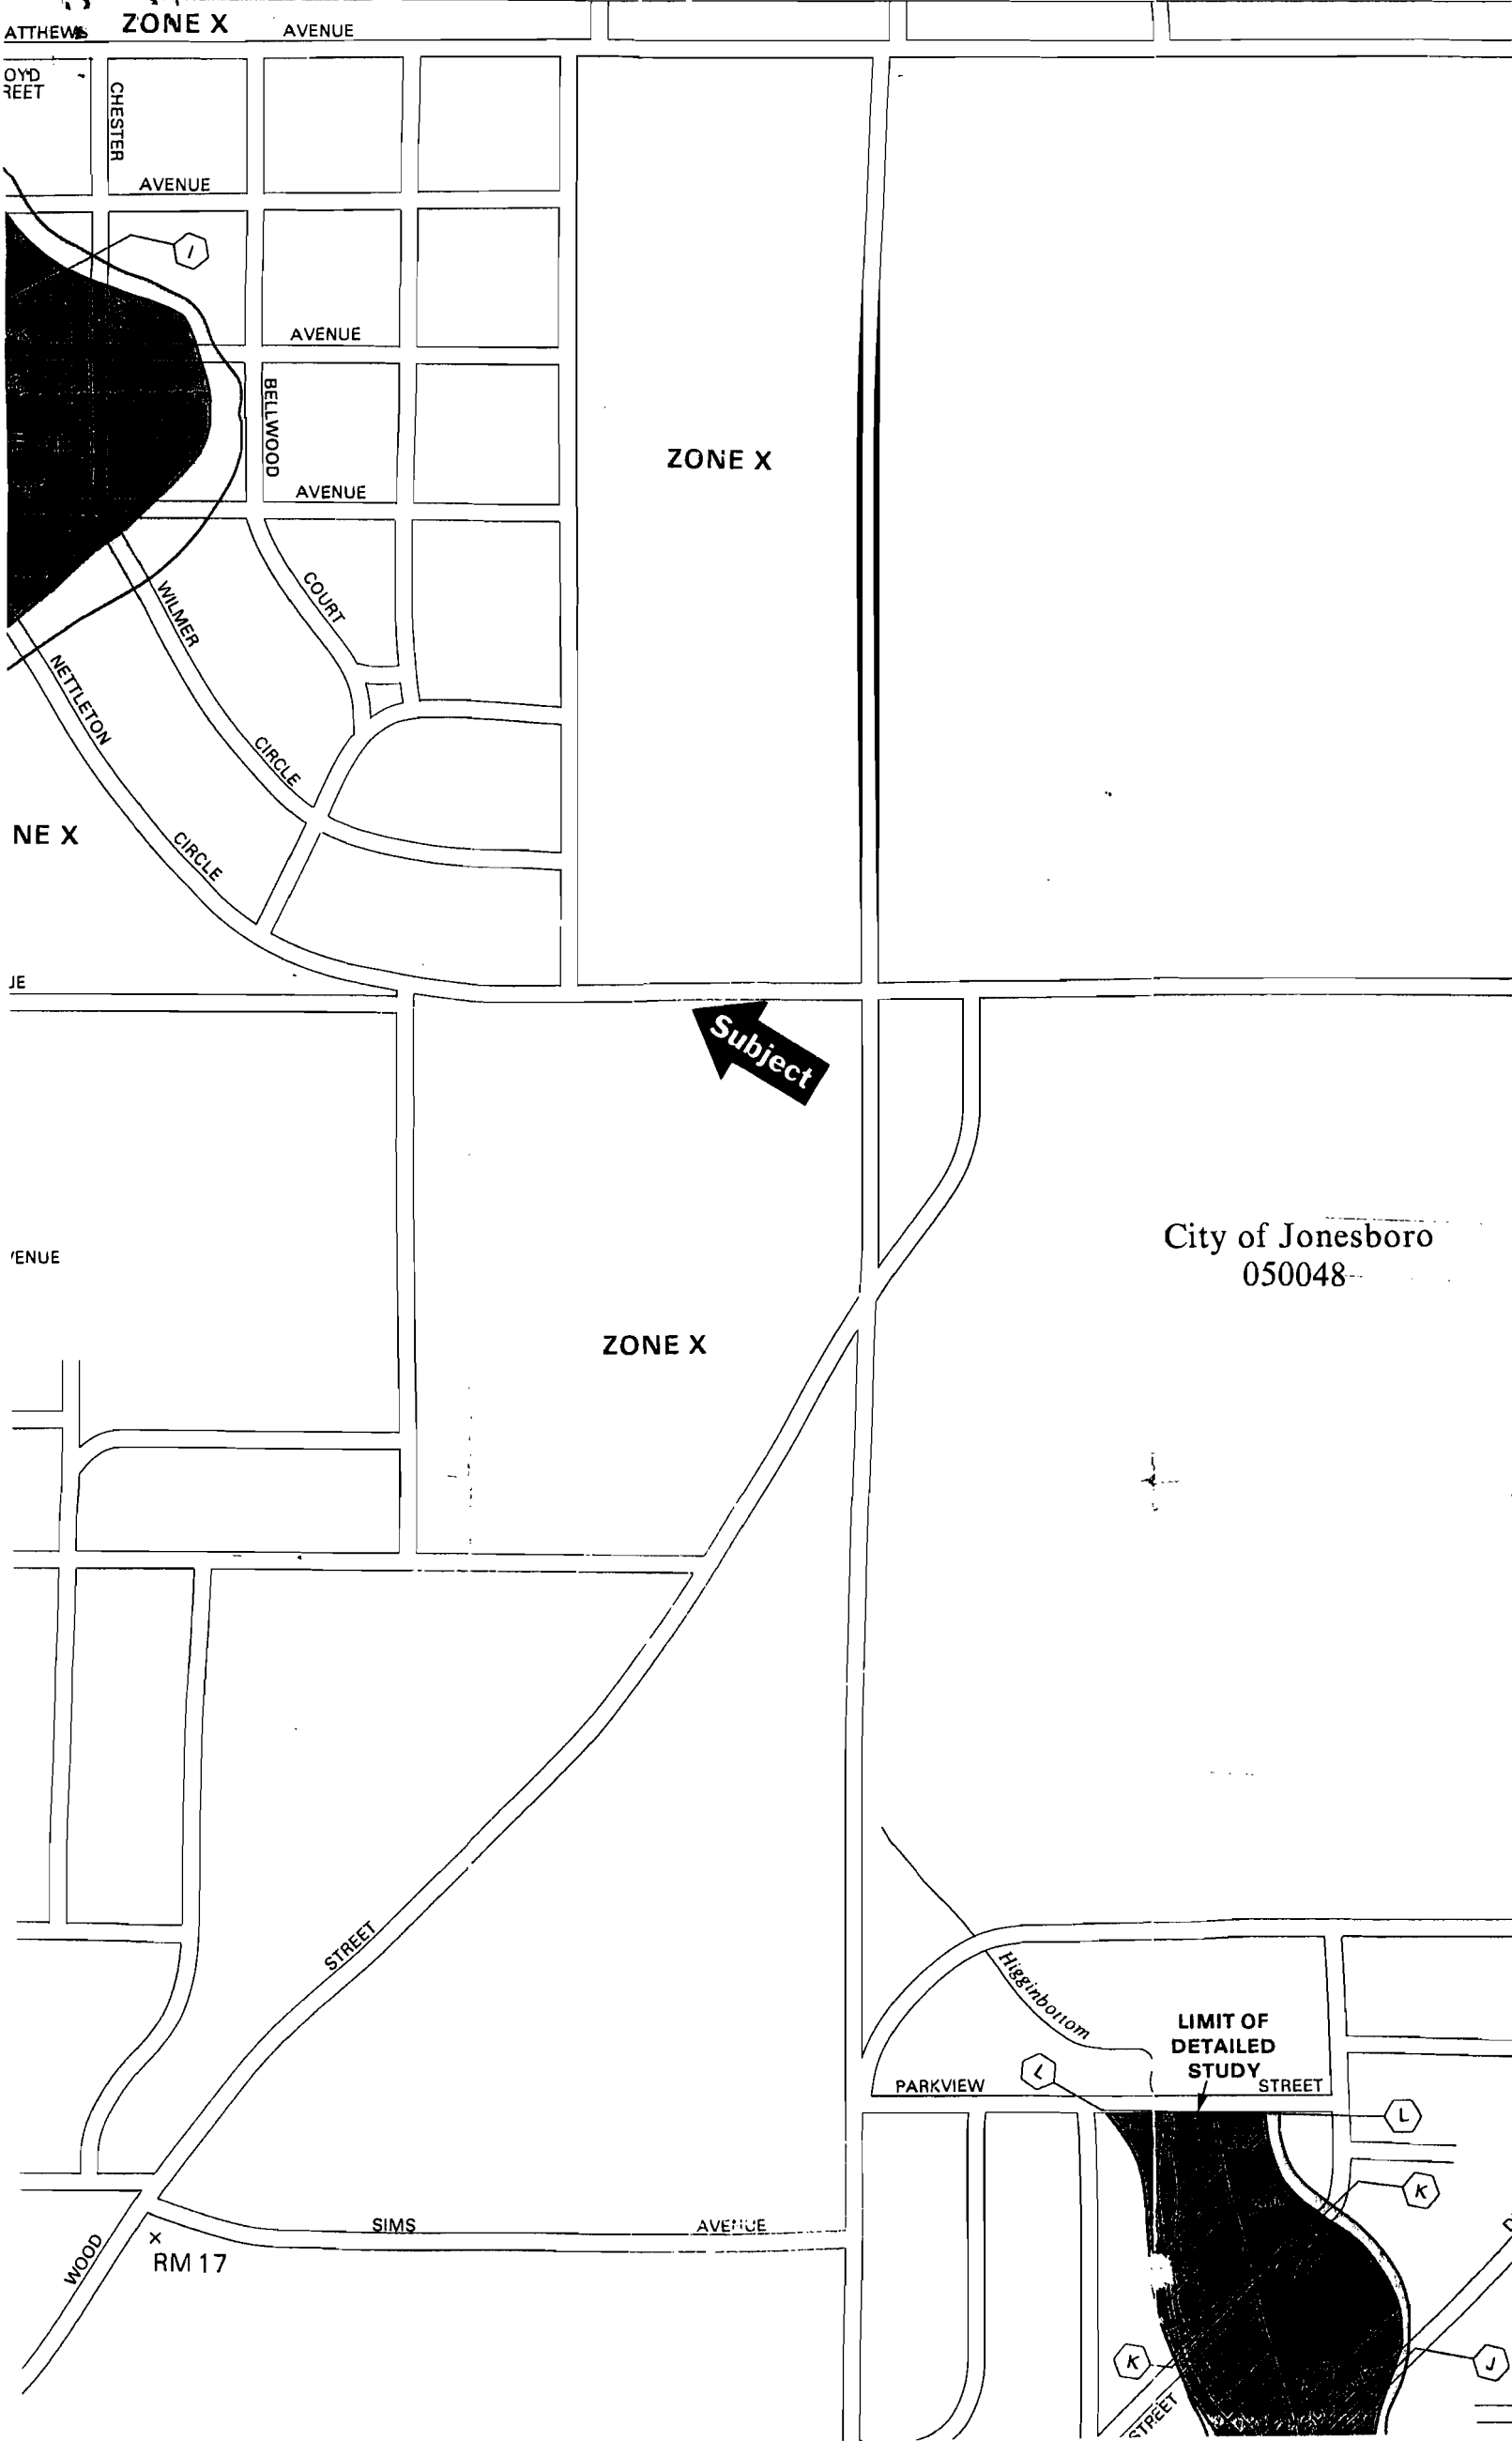 ATTHEWS ZONE X AVENUE
OYD
REET
CHESTER
AVENUE
I
AVENUE
BELLWOOD
ZONE X
AVENUE
COURT
WILMER
NETTLETON
CIRCLE
NE X
CIRCLE
JE
Subject
City of Jonesboro
050048
VENUE
ZONE X
STREET
Higginbottom
LIMIT OF
DETAILED
STUDY
L
PARKVIEW STREET
L
K
SIMS AVENUE
WOOD
RM 17
K
J
STREET